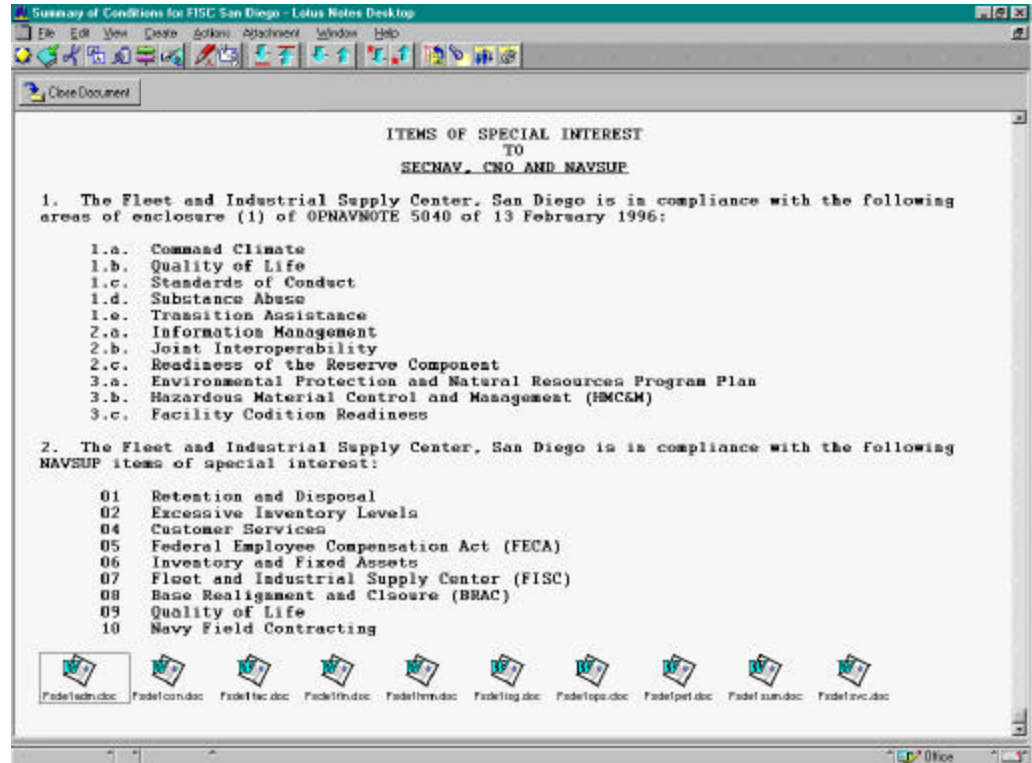 Summary of Conditions for FISC San Diego - Lotus Notes Desktop
File Edit View Create Actions Attachment Window Help
Close Document
ITEMS OF SPECIAL INTEREST
TO
SECNAV, CNO AND NAVSUP
1. The Fleet and Industrial Supply Center, San Diego is in compliance with the following
areas of enclosure (1) of OPNAVNOTE 5040 of 13 February 1996:
1.a. Command Climate
1.b. Quality of Life
1.c. Standards of Conduct
1.d. Substance Abuse
1.e. Transition Assistance
2.a. Information Management
2.b. Joint Interoperability
2.c. Readiness of the Reserve Component
3.a. Environmental Protection and Natural Resources Program Plan
3.b. Hazardous Material Control and Management (HMC&M)
3.c. Facility Codition Readiness
2. The Fleet and Industrial Supply Center, San Diego is in compliance with the following
NAVSUP items of special interest:
01 Retention and Disposal
02 Excessive Inventory Levels
04 Customer Services
05 Federal Employee Compensation Act (FECA)
06 Inventory and Fixed Assets
07 Fleet and Industrial Supply Center (FISC)
08 Base Realignment and Clsoure (BRAC)
09 Quality of Life
10 Navy Field Contracting
Office